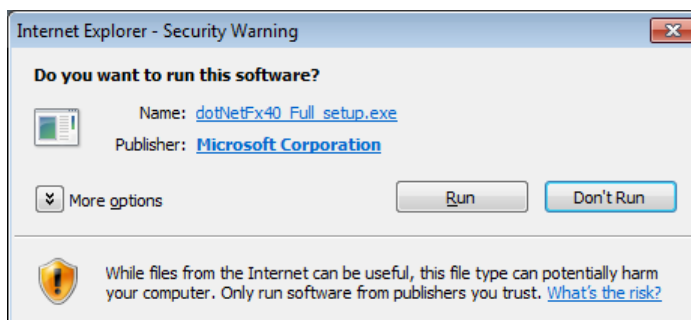 Internet Explorer - Security Warning
Do you want to run this software?
Name: dotNetFx40_Full_setup.exe
Publisher: Microsoft Corporation
More options
Run
Don't Run
While files from the Internet can be useful, this file type can potentially harm
your computer. Only run software from publishers you trust. What's the risk?